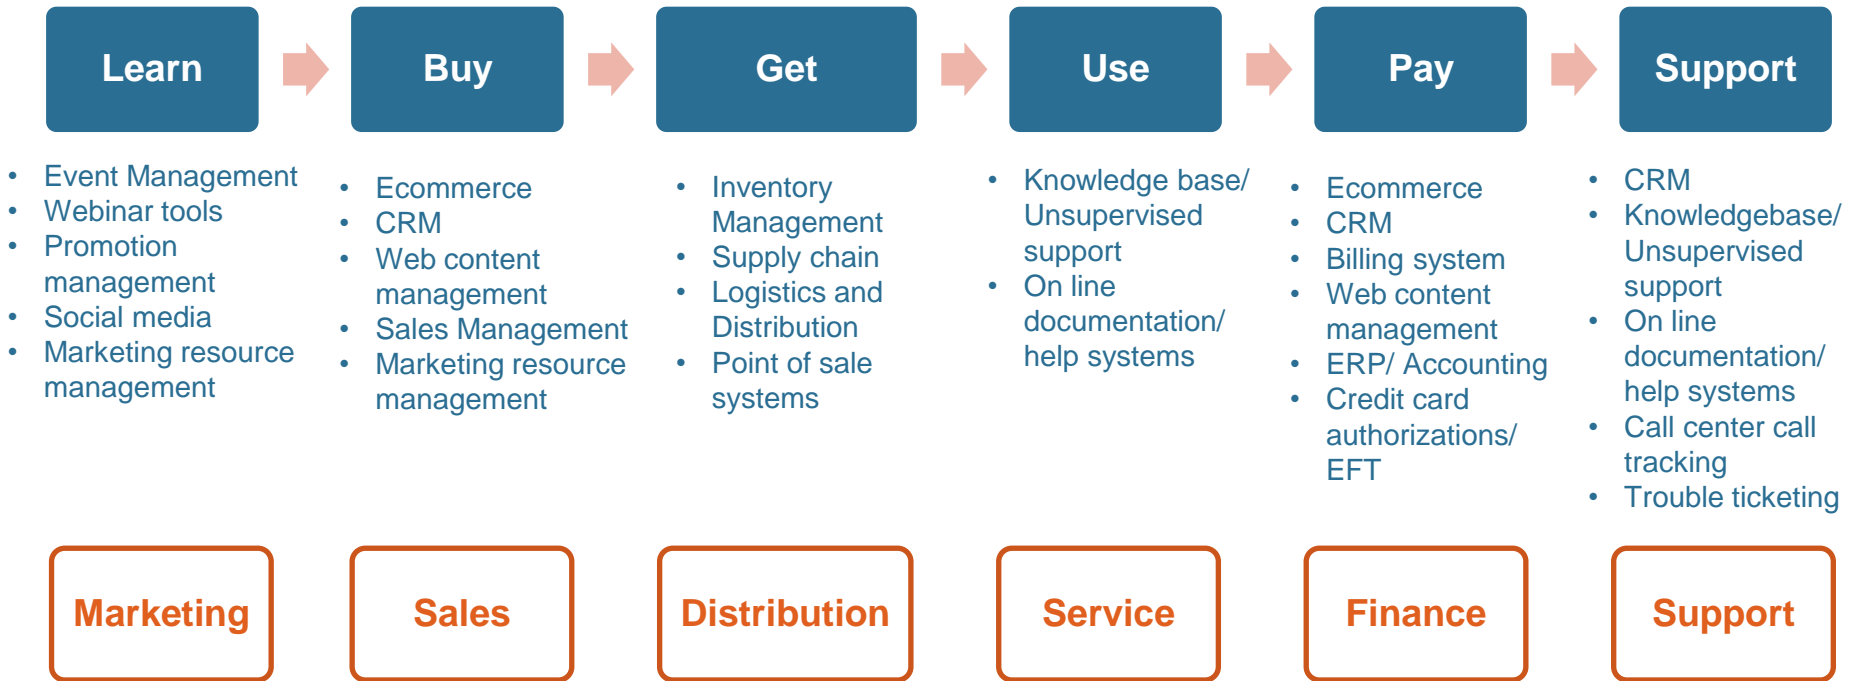 Learn
Buy
Get
Use
Pay
Support
• Event Management
• Webinar tools
• Promotion
management
• Social media
• Marketing resource
management
• Ecommerce
• CRM
• Web content
management
• Sales Management
• Marketing resource
management
• Inventory
Management
• Supply chain
• Logistics and
Distribution
• Point of sale
systems
• Knowledge base/
Unsupervised
support
• On line
documentation/
help systems
• Ecommerce
• CRM
• Billing system
• Web content
management
• ERP/ Accounting
• Credit card
authorizations/
EFT
• CRM
• Knowledgebase/
Unsupervised
support
• On line
documentation/
help systems
• Call center call
tracking
• Trouble ticketing
Marketing
Sales
Distribution
Service
Finance
Support